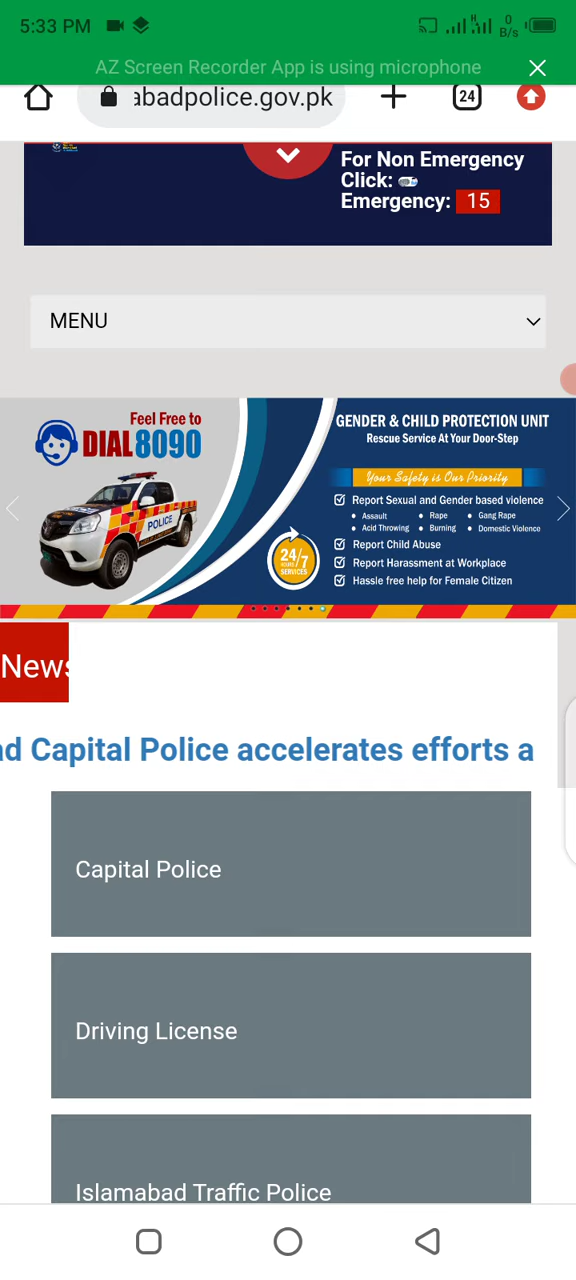 5:33 PM
H
0
B/s
AZ Screen Recorder App is using microphone
abadpolice.gov.pk
24
For Non Emergency
Click:
Emergency: 15
MENU
Feel Free to
DIAL 8090
POLICE
24/7
HOURS
SERVICES
GENDER & CHILD PROTECTION UNIT
Rescue Service At Your Door-Step
Your Safety is Our Priority
Report Sexual and Gender based violence
• Assault • Rape • Gang Rape
• Acid Throwing • Burning • Domestic Violence
Report Child Abuse
Report Harassment at Workplace
Hassle free help for Female Citizen
News
ad Capital Police accelerates efforts a
Capital Police
Driving License
Islamabad Traffic Police